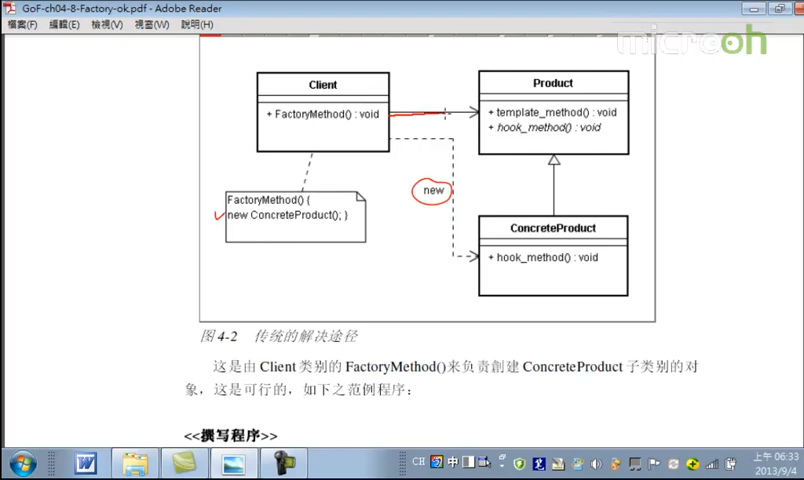 GoF-ch04-8-Factory-ok.pdf - Adobe Reader
檔案(F) 編輯(E) 檢視(V) 視窗(W) 說明(H)
microoh
Client
+ FactoryMethod() : void
Product
+ template_method() : void
+ hook_method() : void
new
FactoryMethod() {
new ConcreteProduct(); }
ConcreteProduct
+ hook_method() : void
图 4-2 传统的解决途径
这是由 Client 类别的 FactoryMethod()来负责創建 ConcreteProduct 子类别的对
象，这是可行的，如下之范例程序：
<<撰写程序>>
CH 中
上午 06:33
2013/9/4